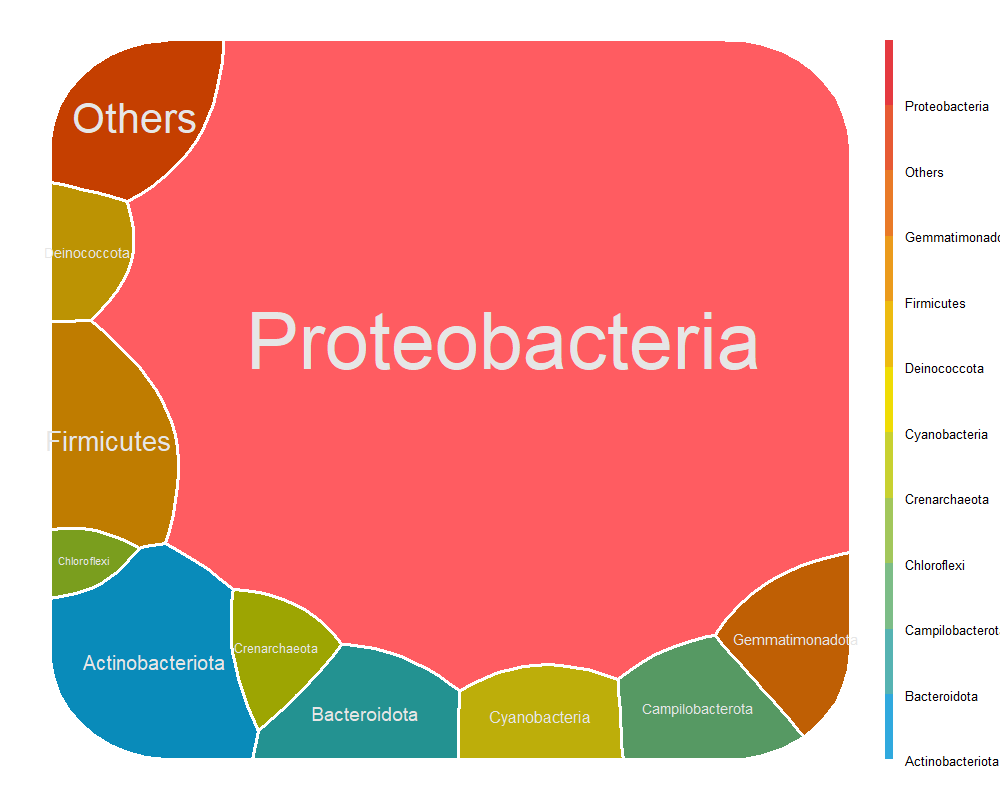 Others
Deinococcota
Proteobacteria
Firmicutes
Chloroflexi
Actinobacteriota
Crenarchaeota
Bacteroidota
Cyanobacteria
Campilobacterota
Gemmatimonadota
Proteobacteria
Others
Gemmatimonado
Firmicutes
Deinococcota
Cyanobacteria
Crenarchaeota
Chloroflexi
Campilobacterot
Bacteroidota
Actinobacteriota